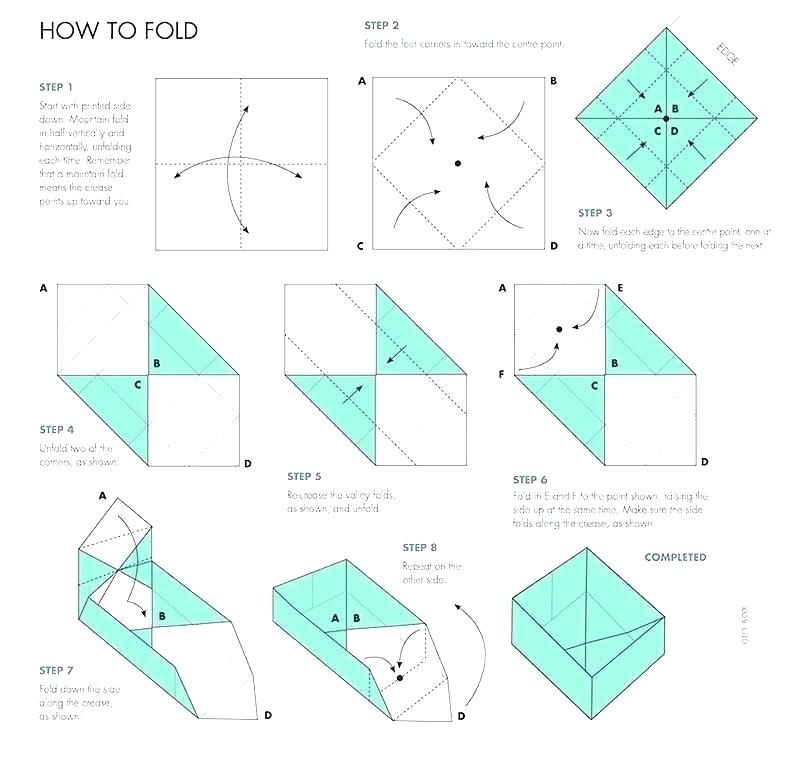 HOW TO FOLD
STEP 1
Start with printed side
down. Mountain fold
in half vertically and
horizontally, unfolding
each time. Remember
that a mountain fold
means the crease
points up toward you.
STEP 2
Fold the four corners in toward the centre point.
A
B
C
D
EDGE
A B
C D
STEP 3
Now fold each edge to the centre point, one at
a time, unfolding each before folding the next
A
B
C
D
STEP 4
Unfold two of the
corners, as shown.
STEP 5
Re-crease the valley folds,
as shown, and unfold.
A
E
B
F
C
D
STEP 6
Fold in E and F to the point shown, raising the
side up at the same time. Make sure the side
folds along the crease, as shown.
A
B
D
STEP 7
Fold down the side
along the crease,
as shown.
STEP 8
Repeat on the
other side.
A B
D
COMPLETED
GIFT BOX